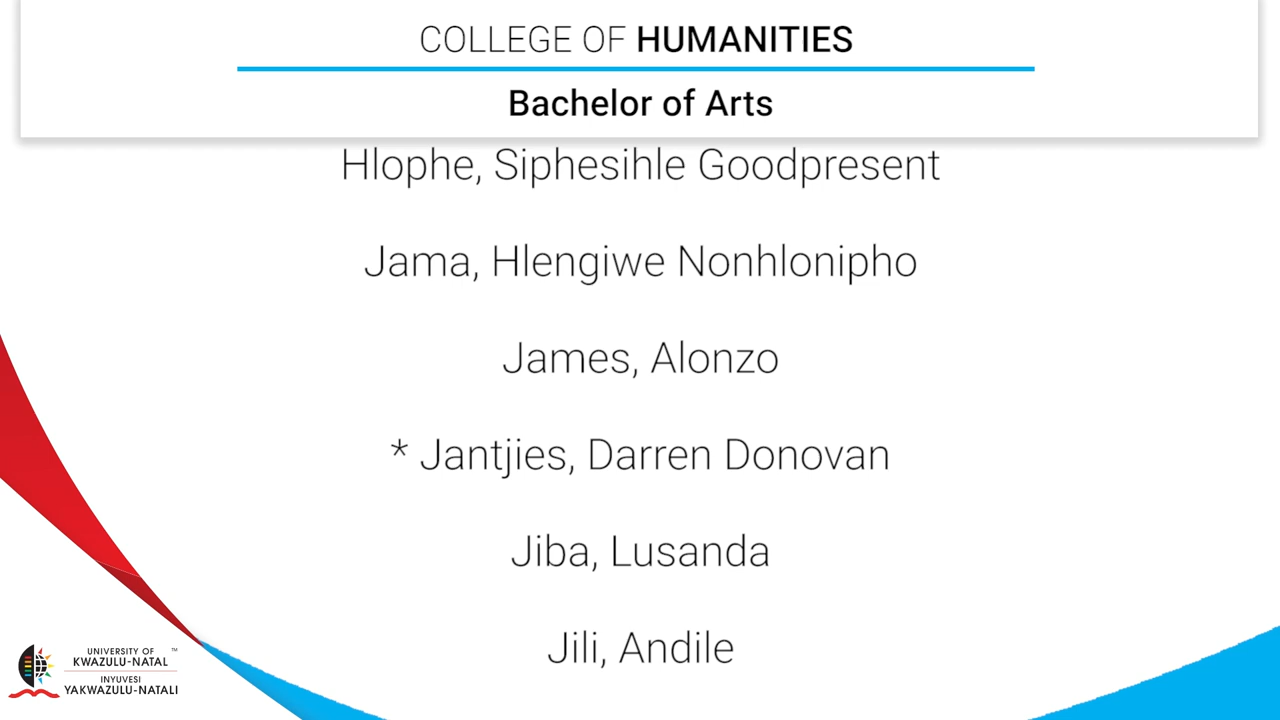 COLLEGE OF HUMANITIES
Bachelor of Arts
Hlophe, Siphesihle Goodpresent
Jama, Hlengiwe Nonhlonipho
James, Alonzo
* Jantjies, Darren Donovan
Jiba, Lusanda
Jili, Andile
UNIVERSITY OF ™
KWAZULU-NATAL
INYUVESI
YAKWAZULU-NATALI